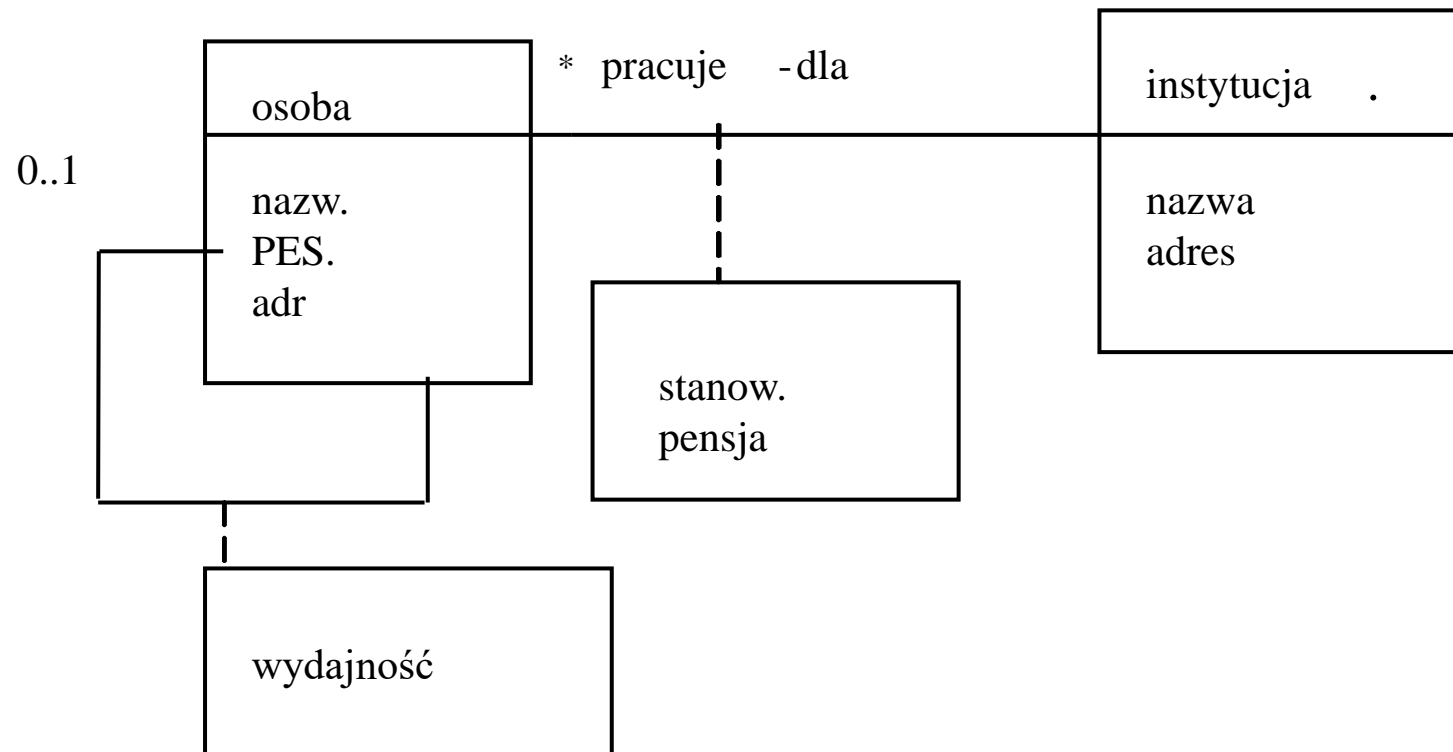 * pracuje -dla
osoba
instytucja .
0..1
nazw.
PES.
adr
nazwa
adres
stanow.
pensja
wydajność